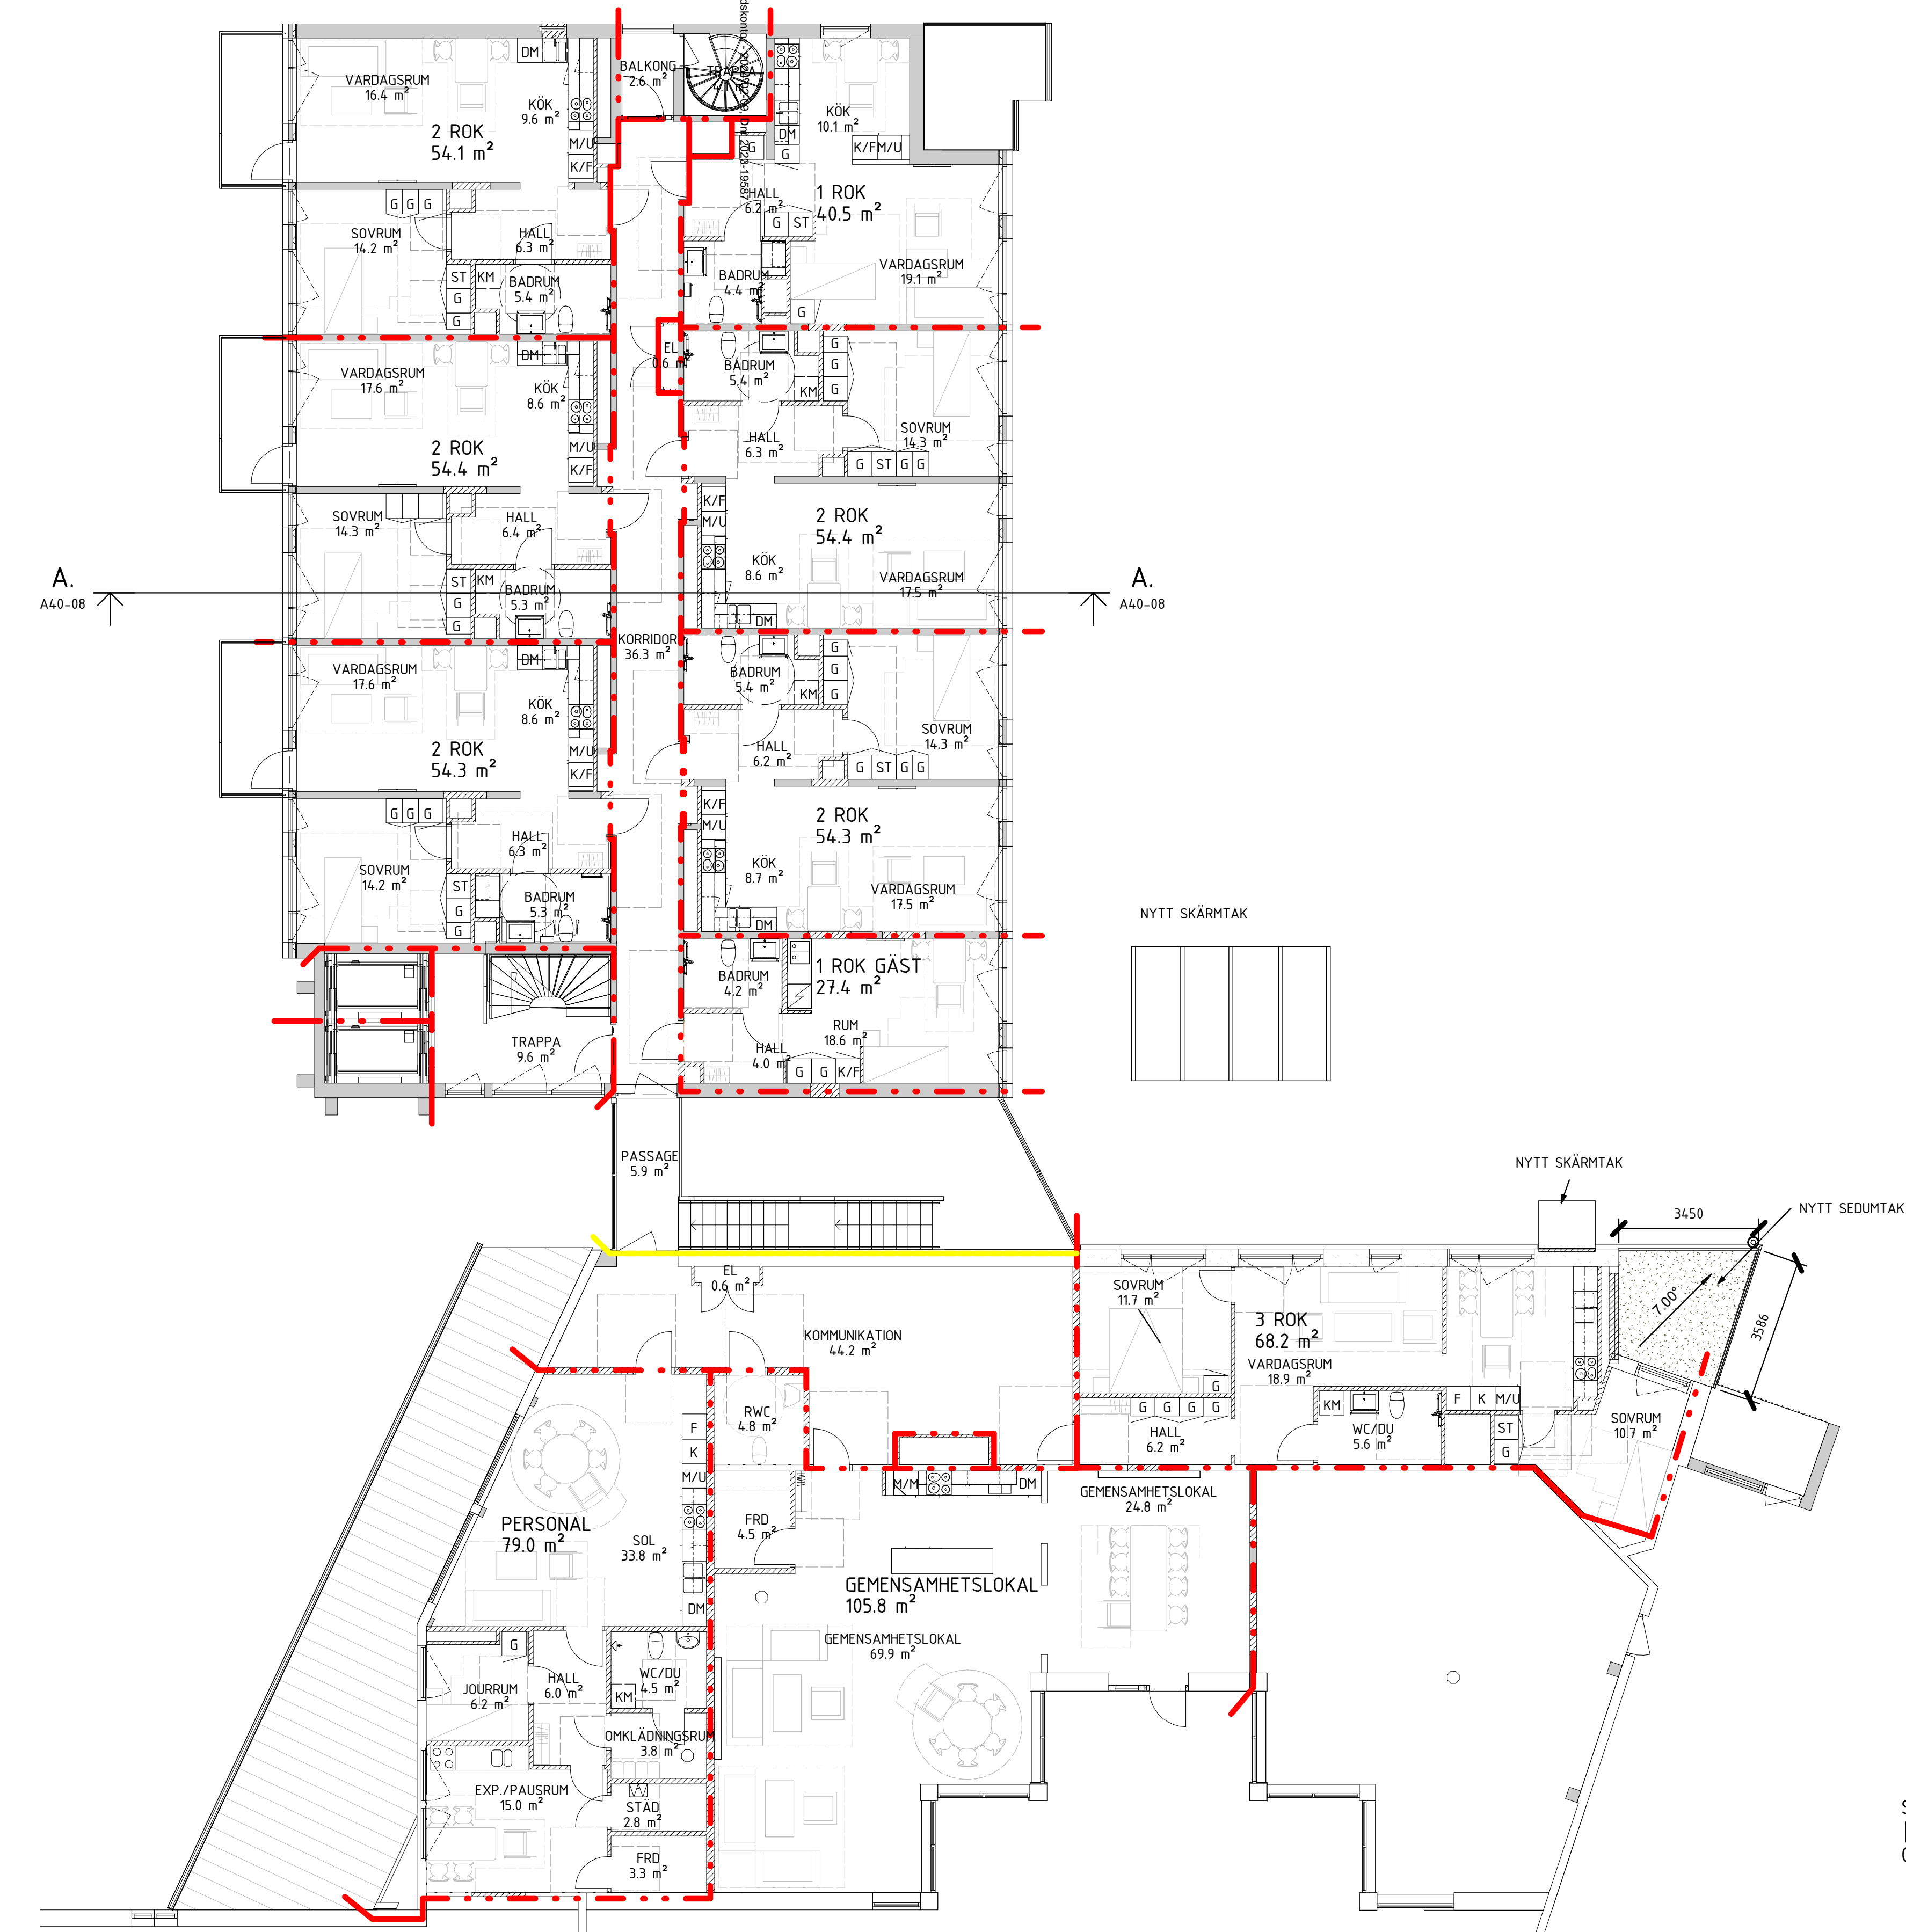 VARDAGSRUM
16.4 m²
DM
KÖK
9.6 m²
M/U
K/F
2 ROK
54.1 m²
BALKONG
2.6 m²
TRAPPA
KÖK
10.1 m²
DM
G
G
K/F M/U
G G G
SOVRUM
14.2 m²
HALL
6.3 m²
ST KM
G
G
BADRUM
5.4 m²
HALL
6.2 m²
1 ROK
40.5 m²
G ST
BADRUM
4.4 m²
VARDAGSRUM
19.1 m²
G
VARDAGSRUM
17.6 m²
DM
KÖK
8.6 m²
M/U
K/F
2 ROK
54.4 m²
EL
0.6 m²
BADRUM
5.4 m²
KM
G
G
G
HALL
6.3 m²
SOVRUM
14.3 m²
G ST G G
SOVRUM
14.3 m²
HALL
6.4 m²
ST KM
G
G
BADRUM
5.3 m²
K/F
M/U
2 ROK
54.4 m²
KÖK
8.6 m²
VARDAGSRUM
17.5 m²
DM
A.
A40-08
A.
A40-08
KORRIDOR
36.3 m²
VARDAGSRUM
17.6 m²
DM
KÖK
8.6 m²
M/U
K/F
2 ROK
54.3 m²
BADRUM
5.4 m²
KM
G
G
G
HALL
6.2 m²
SOVRUM
14.3 m²
G ST G G
G G G
HALL
6.3 m²
SOVRUM
14.2 m²
ST
G
G
BADRUM
5.3 m²
K/F
M/U
2 ROK
54.3 m²
KÖK
8.7 m²
VARDAGSRUM
17.5 m²
DM
NYTT SKÄRMTAK
BADRUM
4.2 m²
1 ROK GÄST
27.4 m²
RUM
18.6 m²
HALL
4.0 m²
G G K/F
TRAPPA
9.6 m²
PASSAGE
5.9 m²
NYTT SKÄRMTAK
NYTT SEDUMTAK
3450
3586
7.00°
EL
0.6 m²
KOMMUNIKATION
44.2 m²
SOVRUM
11.7 m²
G
3 ROK
68.2 m²
VARDAGSRUM
18.9 m²
G G G G
HALL
6.2 m²
KM
WC/DU
5.6 m²
F K M/U
ST
G
SOVRUM
10.7 m²
RWC
4.8 m²
F
K
M/U
DM
PERSONAL
79.0 m²
SOL
33.8 m²
FRD
4.5 m²
M/M
DM
GEMENSAMHETSLOKAL
24.8 m²
GEMENSAMHETSLOKAL
105.8 m²
GEMENSAMHETSLOKAL
69.9 m²
G
JOURRUM
6.2 m²
HALL
6.0 m²
WC/DU
4.5 m²
KM
OMKLÄDNINGSRUM
3.8 m²
EXP./PAUSRUM
15.0 m²
STÄD
2.8 m²
FRD
3.3 m²